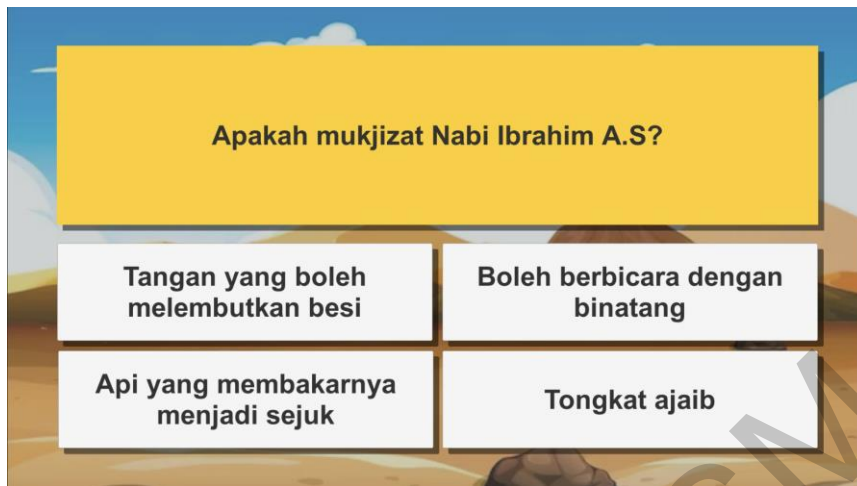 Apakah mukjizat Nabi Ibrahim A.S?
Tangan yang boleh
melembutkan besi
Boleh berbicara dengan
binatang
Api yang membakarnya
menjadi sejuk
Tongkat ajaib